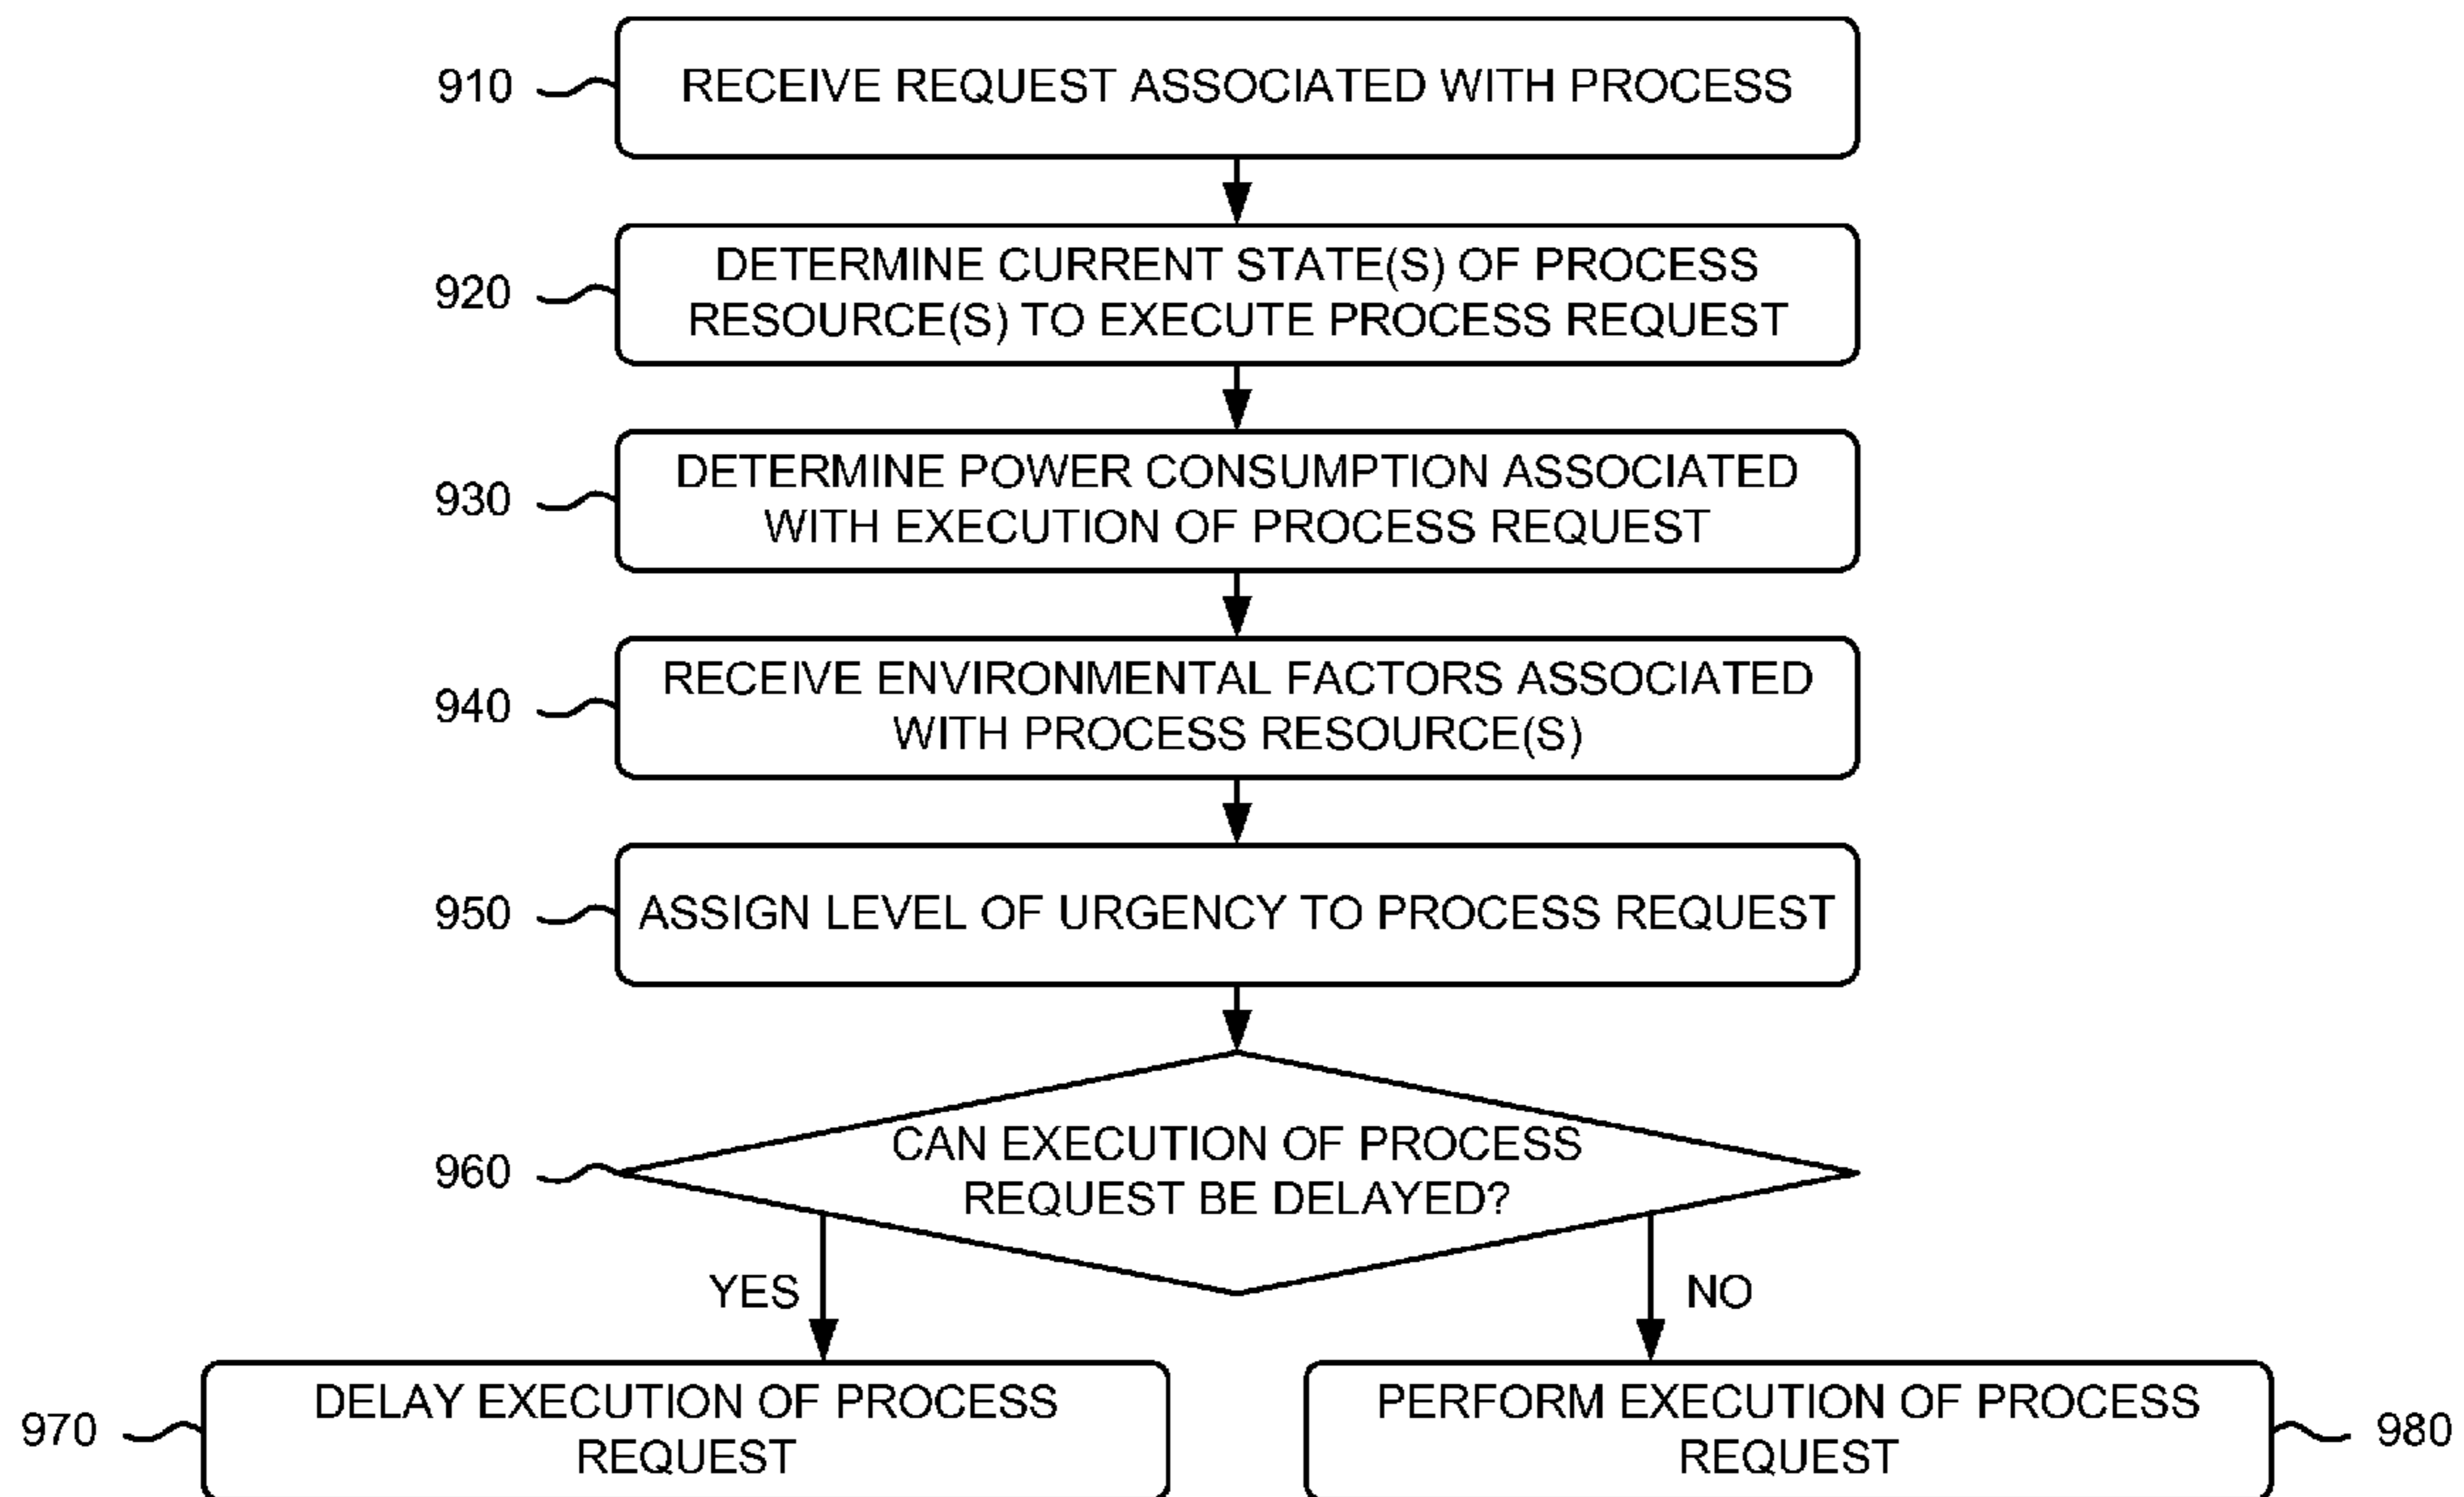 910
RECEIVE REQUEST ASSOCIATED WITH PROCESS
920
DETERMINE CURRENT STATE(S) OF PROCESS
RESOURCE(S) TO EXECUTE PROCESS REQUEST
930
DETERMINE POWER CONSUMPTION ASSOCIATED
WITH EXECUTION OF PROCESS REQUEST
940
RECEIVE ENVIRONMENTAL FACTORS ASSOCIATED
WITH PROCESS RESOURCE(S)
950
ASSIGN LEVEL OF URGENCY TO PROCESS REQUEST
960
CAN EXECUTION OF PROCESS
REQUEST BE DELAYED?
YES
NO
970
DELAY EXECUTION OF PROCESS
REQUEST
PERFORM EXECUTION OF PROCESS
REQUEST
980